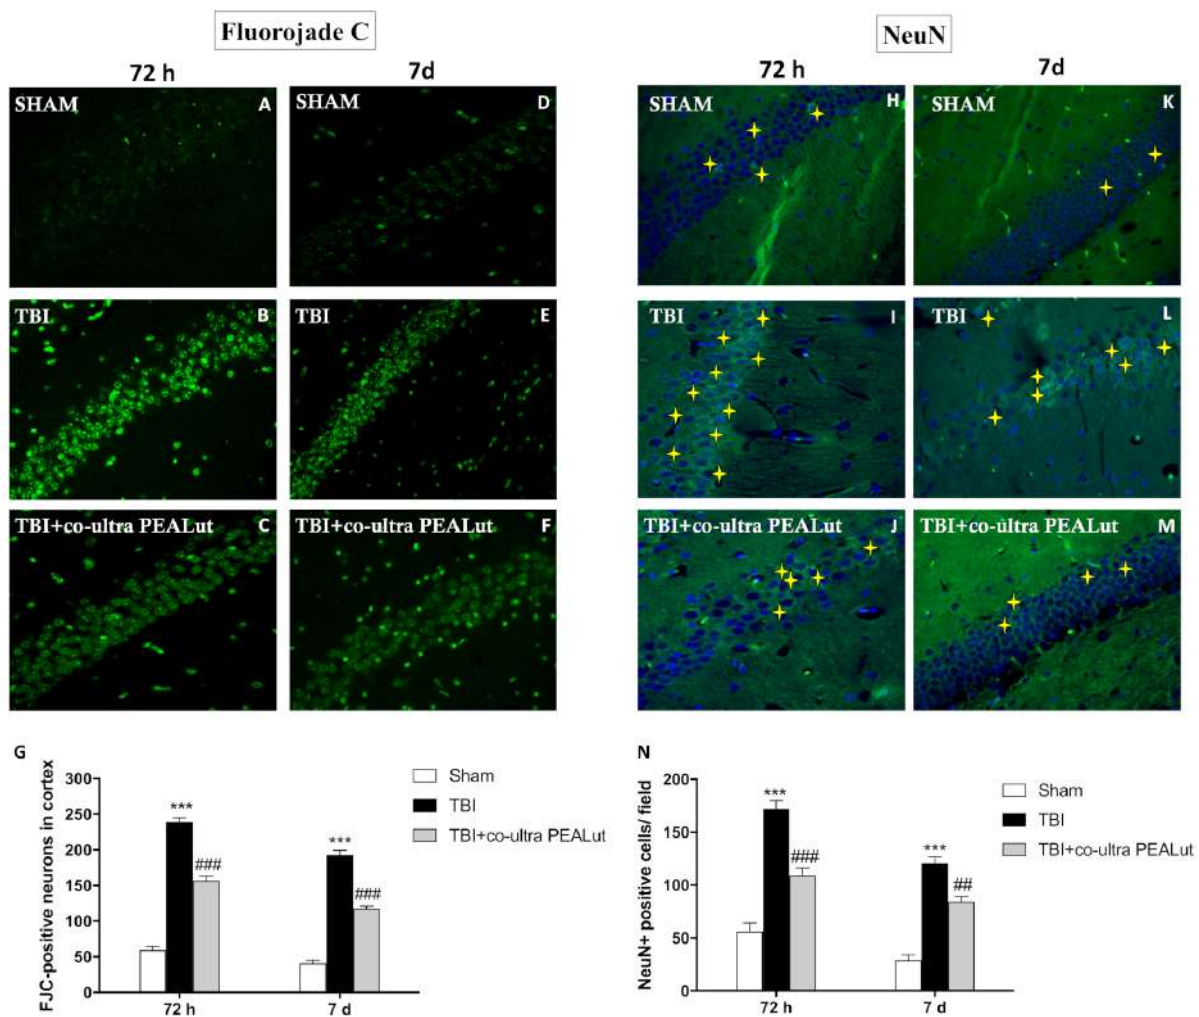 Fluorojade C
NeuN
72 h
7d
72 h
7d
SHAM A
SHAM D
SHAM H
SHAM K
TBI B
TBI E
TBI I
TBI L
TBI+co-ultra PEALut C
TBI+co-ultra PEALut F
TBI+co-ultra PEALut J
TBI+co-ultra PEALut M
G
FJC-positive neurons in cortex
300
250
200
150
100
50
0
***
###
***
###
72 h
7 d
Sham
TBI
TBI+co-ultra PEALut
N
NeuN+ positive cells/ field
200
150
100
50
0
***
###
***
##
72 h
7 d
Sham
TBI
TBI+co-ultra PEALut